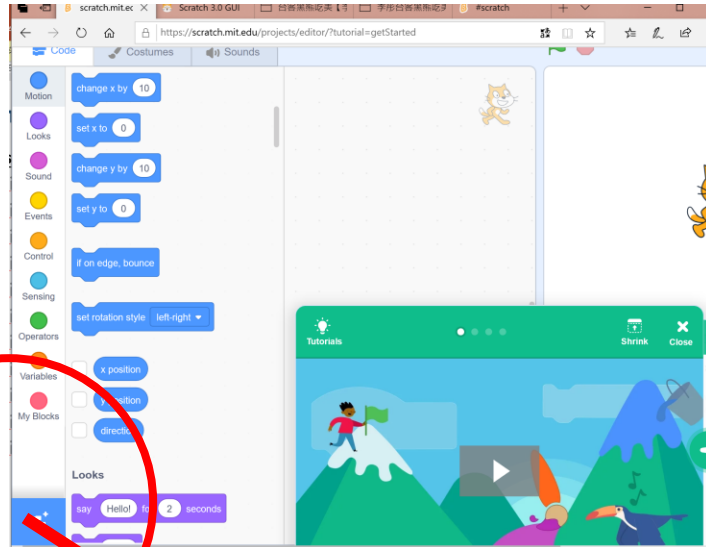 scratch.mit.ec
Scratch 3.0 GUI
#scratch
https://scratch.mit.edu/projects/editor/?tutorial=getStarted
Code
Costumes
Sounds
Motion
Looks
Sound
Events
Control
Sensing
Operators
Variables
My Blocks
change x by 10
set x to 0
change y by 10
set y to 0
if on edge, bounce
set rotation style left-right
x position
y position
direction
Looks
say Hello! for 2 seconds
Tutorials
Shrink
Close